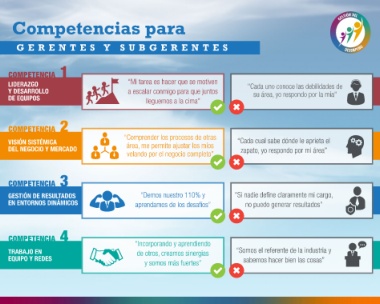 Competencias para
GERENTES Y SUBGERENTES
GESTIÓN DEL
DESEMPEÑO
COMPETENCIA 1
LIDERAZGO
Y DESARROLLO
DE EQUIPOS
"Mi tarea es hacer que se motiven
a escalar conmigo para que juntos
lleguemos a la cima"
"Cada uno conoce las debilidades de
su área, yo respondo por la mía"
COMPETENCIA 2
VISIÓN SISTÉMICA
DEL NEGOCIO Y MERCADO
"Comprender los procesos de otras
área, me permite ajustar los míos
velando por el negocio completo"
"Cada cual sabe dónde le aprieta el
zapato, yo respondo por mi área"
COMPETENCIA 3
GESTIÓN DE RESULTADOS
EN ENTORNOS DINÁMICOS
"Demos nuestro 110% y
aprendamos de los desafíos"
"Si nadie define claramente mi cargo,
no puede generar resultados"
COMPETENCIA 4
TRABAJO EN
EQUIPO Y REDES
"Incorporando y aprendiendo
de otros, creamos sinergias
y somos más fuertes"
"Somos el referente de la industria y
sabemos hacer bien las cosas"